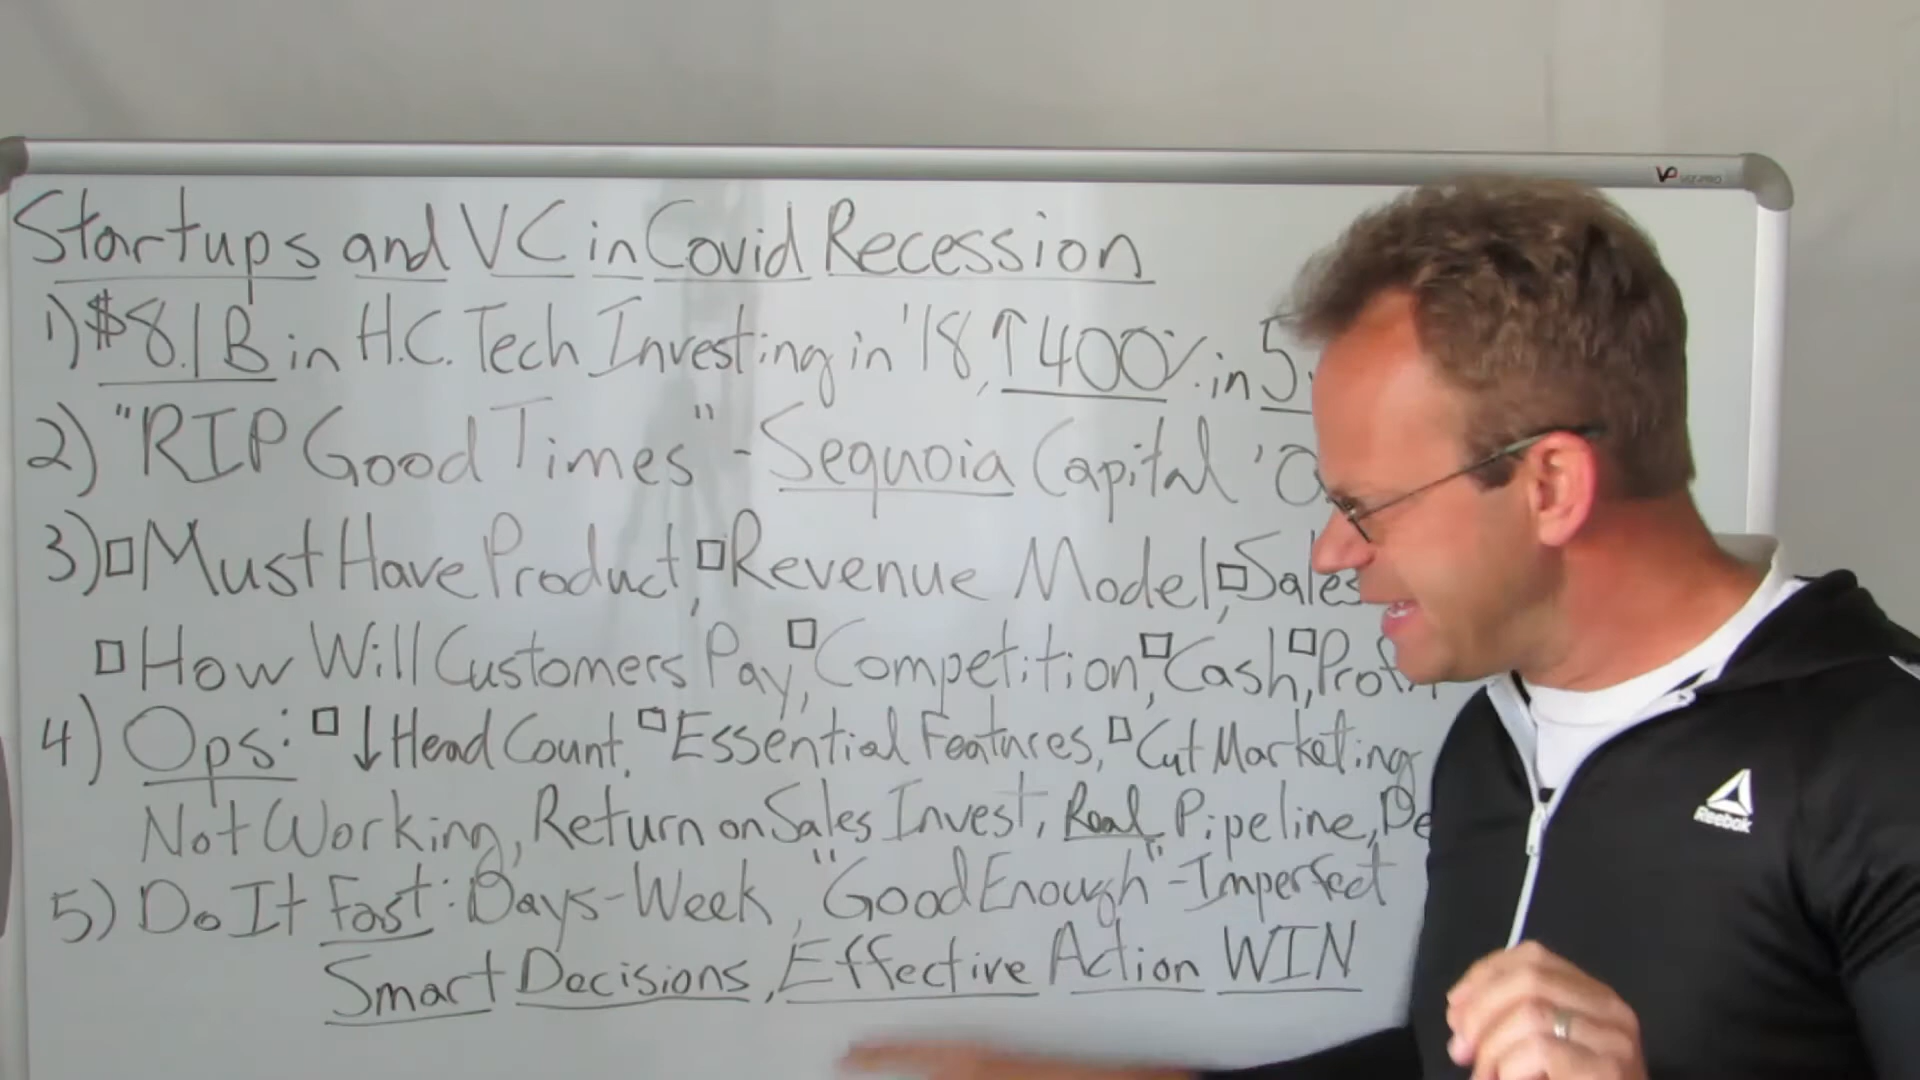 Startups and VC in Covid Recession
1) $8.1B in H.C. Tech Investing in '18, ↑400% in 5
2) "RIP Good Times" - Sequoia Capital '0
3) □ Must Have Product, □ Revenue Model, □ Sales
□ How Will Customers Pay, □ Competition, □ Cash, □ Profit
4) Ops: □ ↓ Head Count, □ Essential Features, □ Cut Marketing
Not Working, Return on Sales Invest, Real Pipeline,
5) Do It Fast: Days-Week, "Good Enough" - Imperfect
Smart Decisions, Effective Action WIN
Reebok